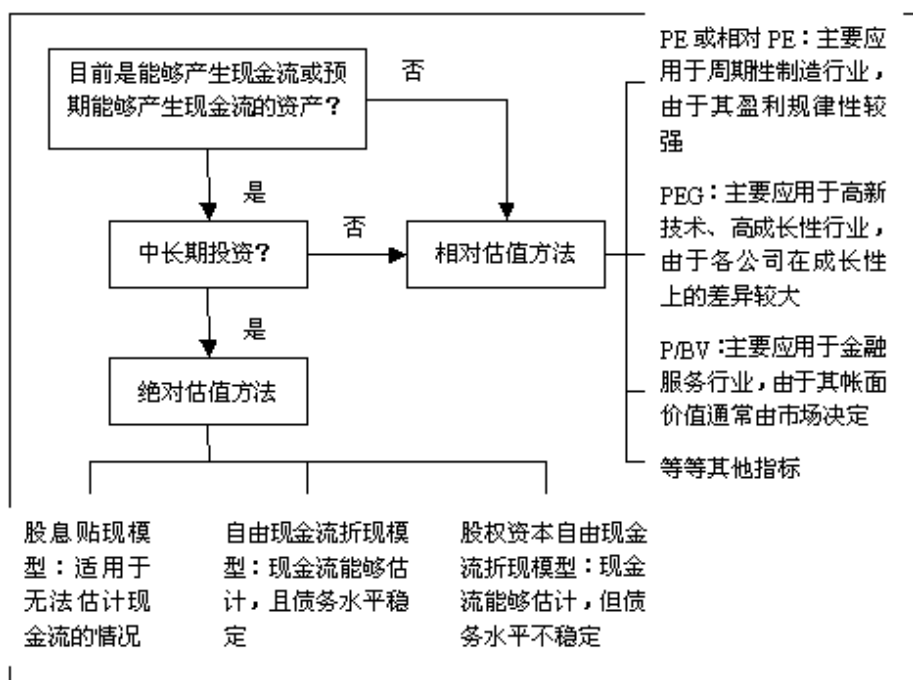 目前是能够产生现金流或预
期能够产生现金流的资产？
否
是
中长期投资？
否
相对估值方法
是
绝对估值方法
PE 或相对 PE：主要应
用于周期性制造行业，
由于其盈利规律性较
强
PEG：主要应用于高新
技术、高成长性行业，
由于各公司在成长性
上的差异较大
P/BV：主要应用于金融
服务行业，由于其帐面
价值通常由市场决定
等等其他指标
股息贴现模
型：适用于
无法估计现
金流的情况
自由现金流折现模
型：现金流能够估
计，且债务水平稳
定
股权资本自由现金
流折现模型：现金
流能够估计，但债
务水平不稳定